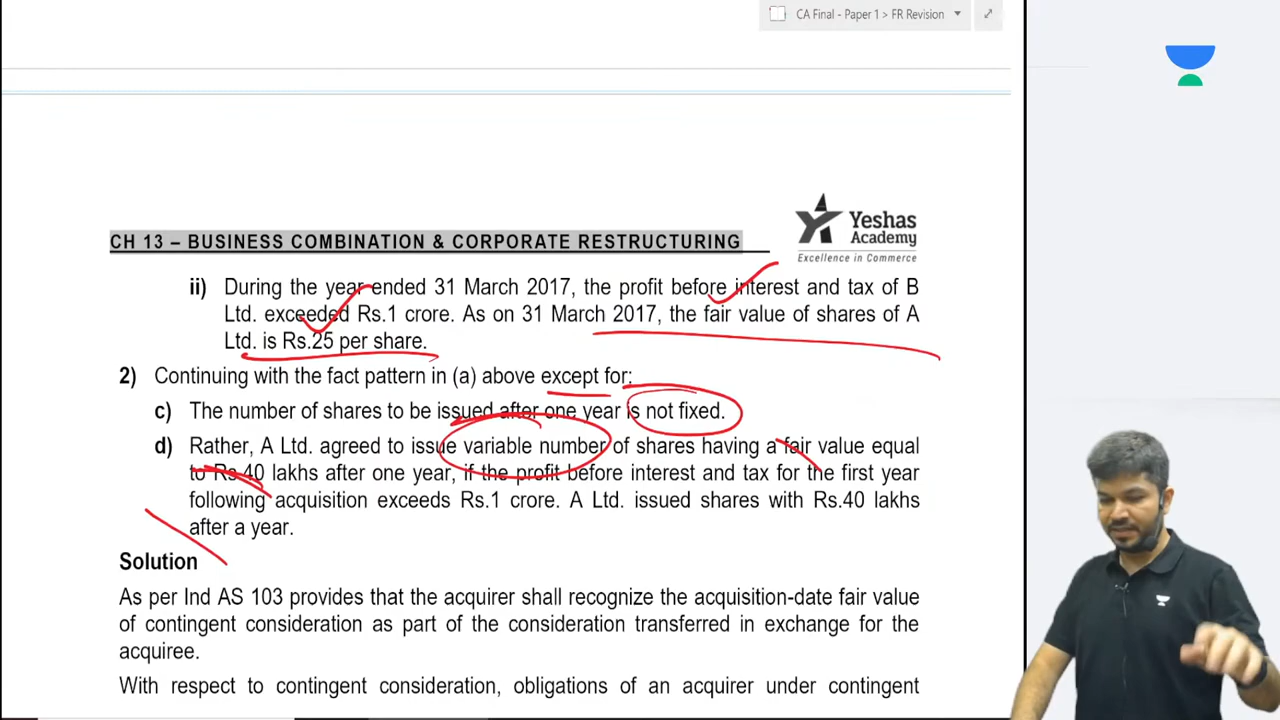 CA Final - Paper 1 > FR Revision
Yeshas
Academy
Excellence in Commerce
CH 13 – BUSINESS COMBINATION & CORPORATE RESTRUCTURING
ii) During the year ended 31 March 2017, the profit before interest and tax of B
Ltd. exceeded Rs.1 crore. As on 31 March 2017, the fair value of shares of A
Ltd. is Rs.25 per share.
2) Continuing with the fact pattern in (a) above except for:
c) The number of shares to be issued after one year is not fixed.
d) Rather, A Ltd. agreed to issue variable number of shares having a fair value equal
to Rs.40 lakhs after one year, if the profit before interest and tax for the first year
following acquisition exceeds Rs.1 crore. A Ltd. issued shares with Rs.40 lakhs
after a year.
Solution
As per Ind AS 103 provides that the acquirer shall recognize the acquisition-date fair value
of contingent consideration as part of the consideration transferred in exchange for the
acquiree.
With respect to contingent consideration, obligations of an acquirer under contingent